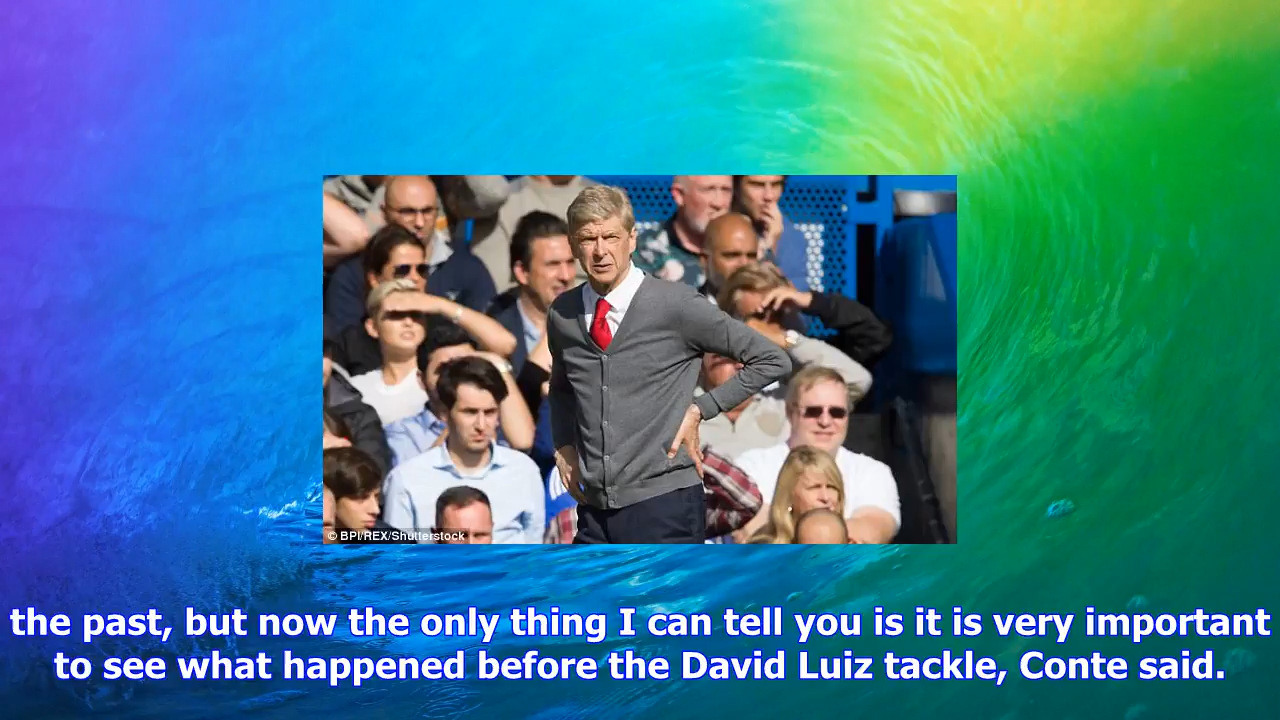 © BPI/REX/Shutterstock
the past, but now the only thing I can tell you is it is very important
to see what happened before the David Luiz tackle, Conte said.